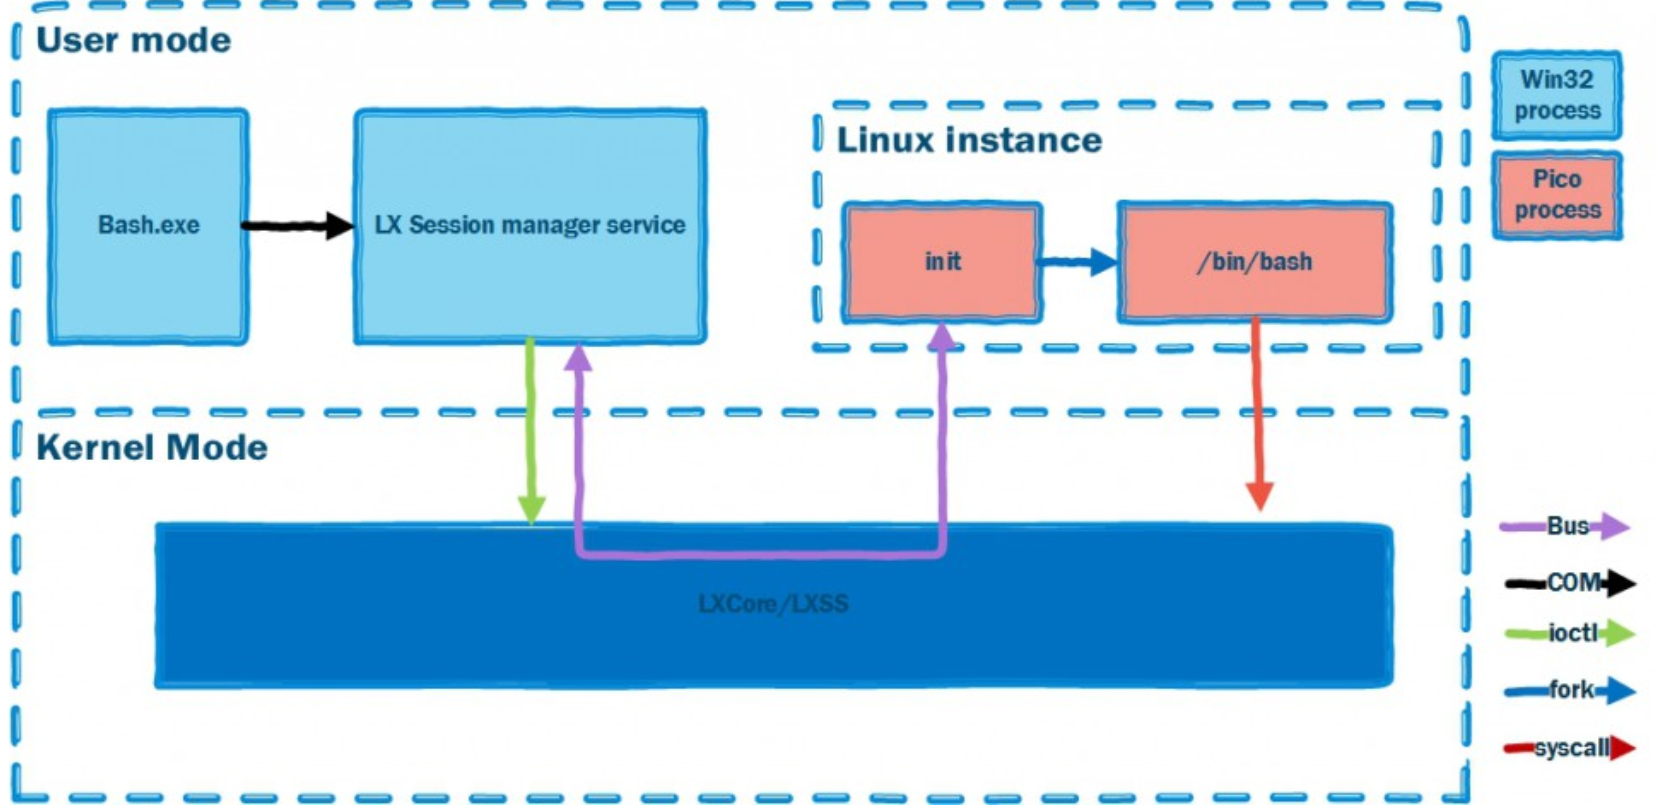 User mode
Bash.exe
LX Session manager service
Linux instance
init
/bin/bash
Win32
process
Pico
process
Kernel Mode
LXCore/LXSS
Bus
COM
ioctl
fork
syscall